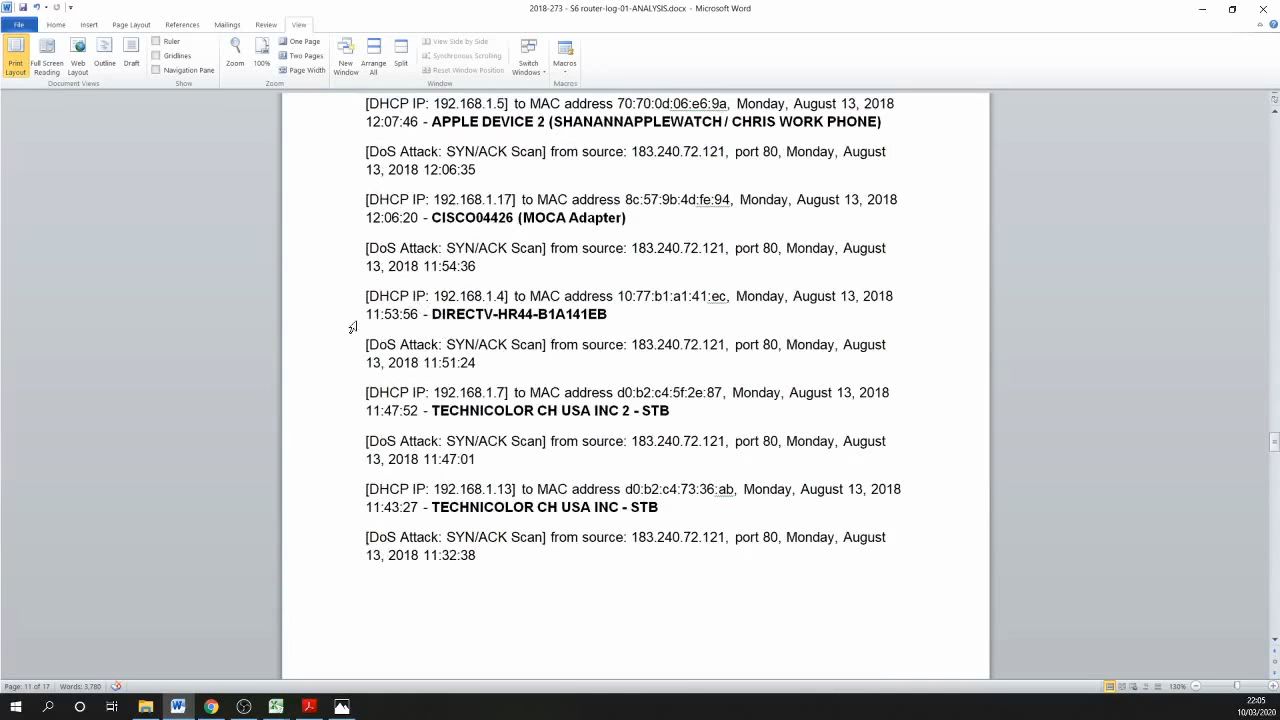 2018-273 - S6 router-log-01-ANALYSIS.docx - Microsoft Word
File Home Insert Page Layout References Mailings Review View
Print Layout
Full Screen Reading
Web Layout
Outline
Draft
Document Views
Ruler
Gridlines
Navigation Pane
Show
Zoom
100%
One Page
Two Pages
Page Width
Zoom
New Window
Arrange All
Split
View Side by Side
Synchronous Scrolling
Reset Window Position
Window
Switch Windows
Macros
Macros
[DHCP IP: 192.168.1.5] to MAC address 70:70:0d:06:e6:9a, Monday, August 13, 2018
12:07:46 - APPLE DEVICE 2 (SHANANNAPPLEWATCH / CHRIS WORK PHONE)
[DoS Attack: SYN/ACK Scan] from source: 183.240.72.121, port 80, Monday, August
13, 2018 12:06:35
[DHCP IP: 192.168.1.17] to MAC address 8c:57:9b:4d:fe:94, Monday, August 13, 2018
12:06:20 - CISCO04426 (MOCA Adapter)
[DoS Attack: SYN/ACK Scan] from source: 183.240.72.121, port 80, Monday, August
13, 2018 11:54:36
[DHCP IP: 192.168.1.4] to MAC address 10:77:b1:a1:41:ec, Monday, August 13, 2018
11:53:56 - DIRECTV-HR44-B1A141EB
[DoS Attack: SYN/ACK Scan] from source: 183.240.72.121, port 80, Monday, August
13, 2018 11:51:24
[DHCP IP: 192.168.1.7] to MAC address d0:b2:c4:5f:2e:87, Monday, August 13, 2018
11:47:52 - TECHNICOLOR CH USA INC 2 - STB
[DoS Attack: SYN/ACK Scan] from source: 183.240.72.121, port 80, Monday, August
13, 2018 11:47:01
[DHCP IP: 192.168.1.13] to MAC address d0:b2:c4:73:36:ab, Monday, August 13, 2018
11:43:27 - TECHNICOLOR CH USA INC - STB
[DoS Attack: SYN/ACK Scan] from source: 183.240.72.121, port 80, Monday, August
13, 2018 11:32:38
Page: 11 of 17 Words: 3,780 130%
22:05
10/03/2020